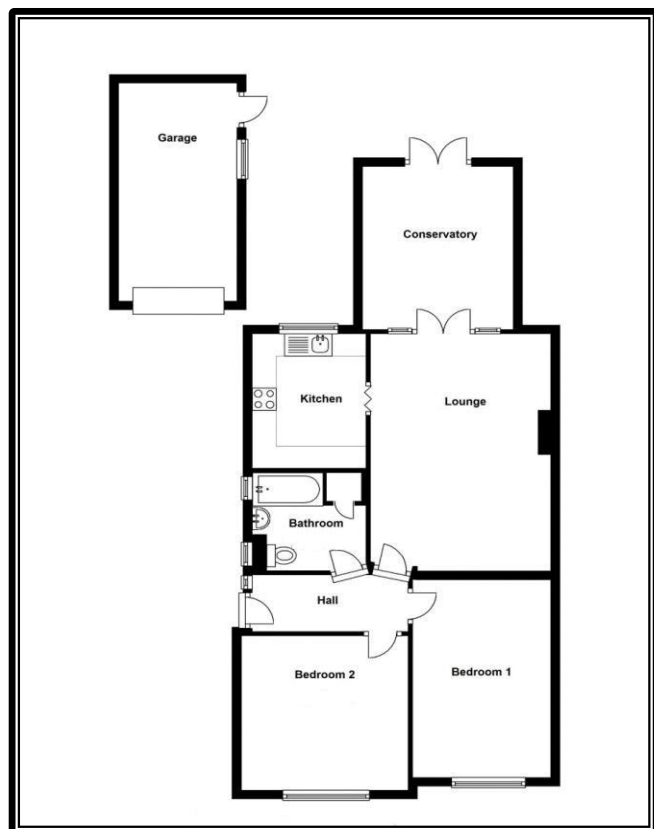 Garage
Conservatory
Kitchen
Lounge
Bathroom
Hall
Bedroom 2
Bedroom 1